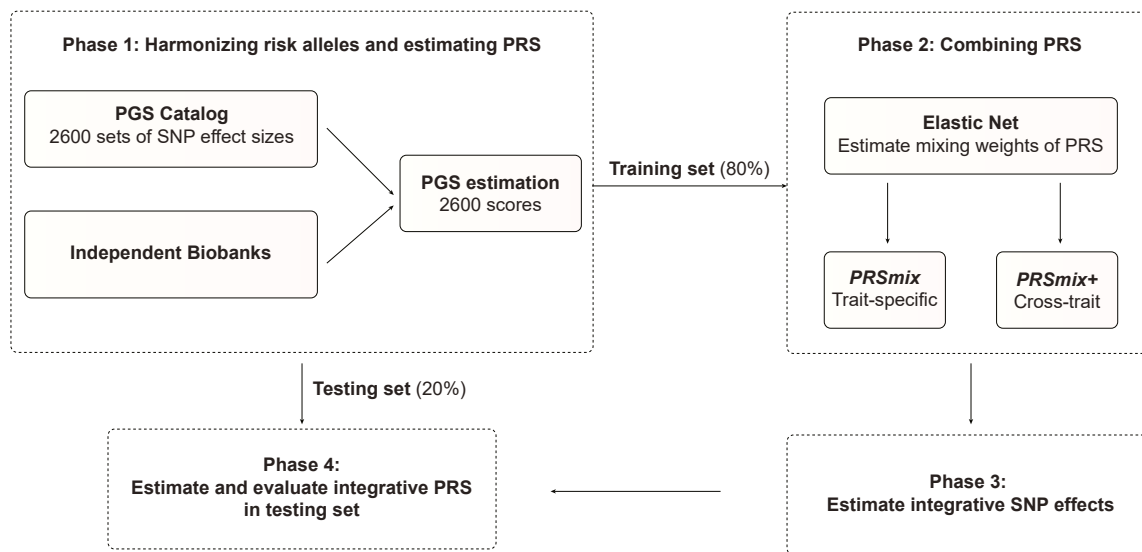 Phase 1: Harmonizing risk alleles and estimating PRS
PGS Catalog
2600 sets of SNP effect sizes
Independent Biobanks
PGS estimation
2600 scores
Training set (80%)
Phase 2: Combining PRS
Elastic Net
Estimate mixing weights of PRS
PRSmix
Trait-specific
PRSmix+
Cross-trait
Testing set (20%)
Phase 3:
Estimate integrative SNP effects
Phase 4:
Estimate and evaluate integrative PRS
in testing set